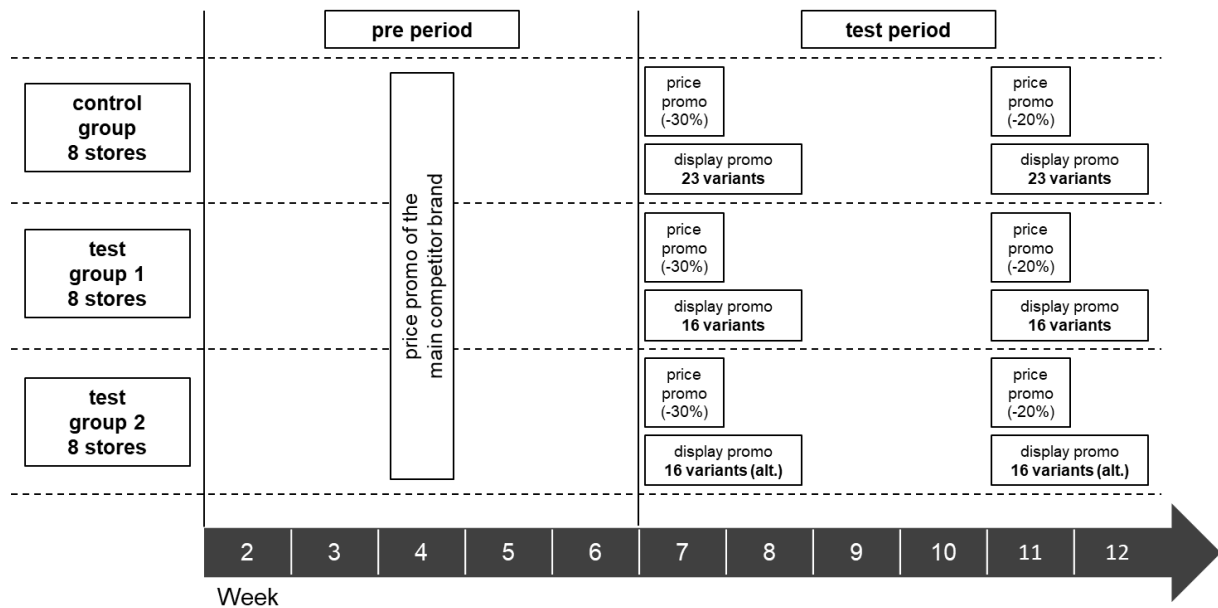 pre period
test period
control
group
8 stores
price promo of the
main competitor brand
price
promo
(-30%)
display promo
23 variants
price
promo
(-20%)
display promo
23 variants
test
group 1
8 stores
price
promo
(-30%)
display promo
16 variants
price
promo
(-20%)
display promo
16 variants
test
group 2
8 stores
price
promo
(-30%)
display promo
16 variants (alt.)
price
promo
(-20%)
display promo
16 variants (alt.)
2 3 4 5 6 7 8 9 10 11 12
Week